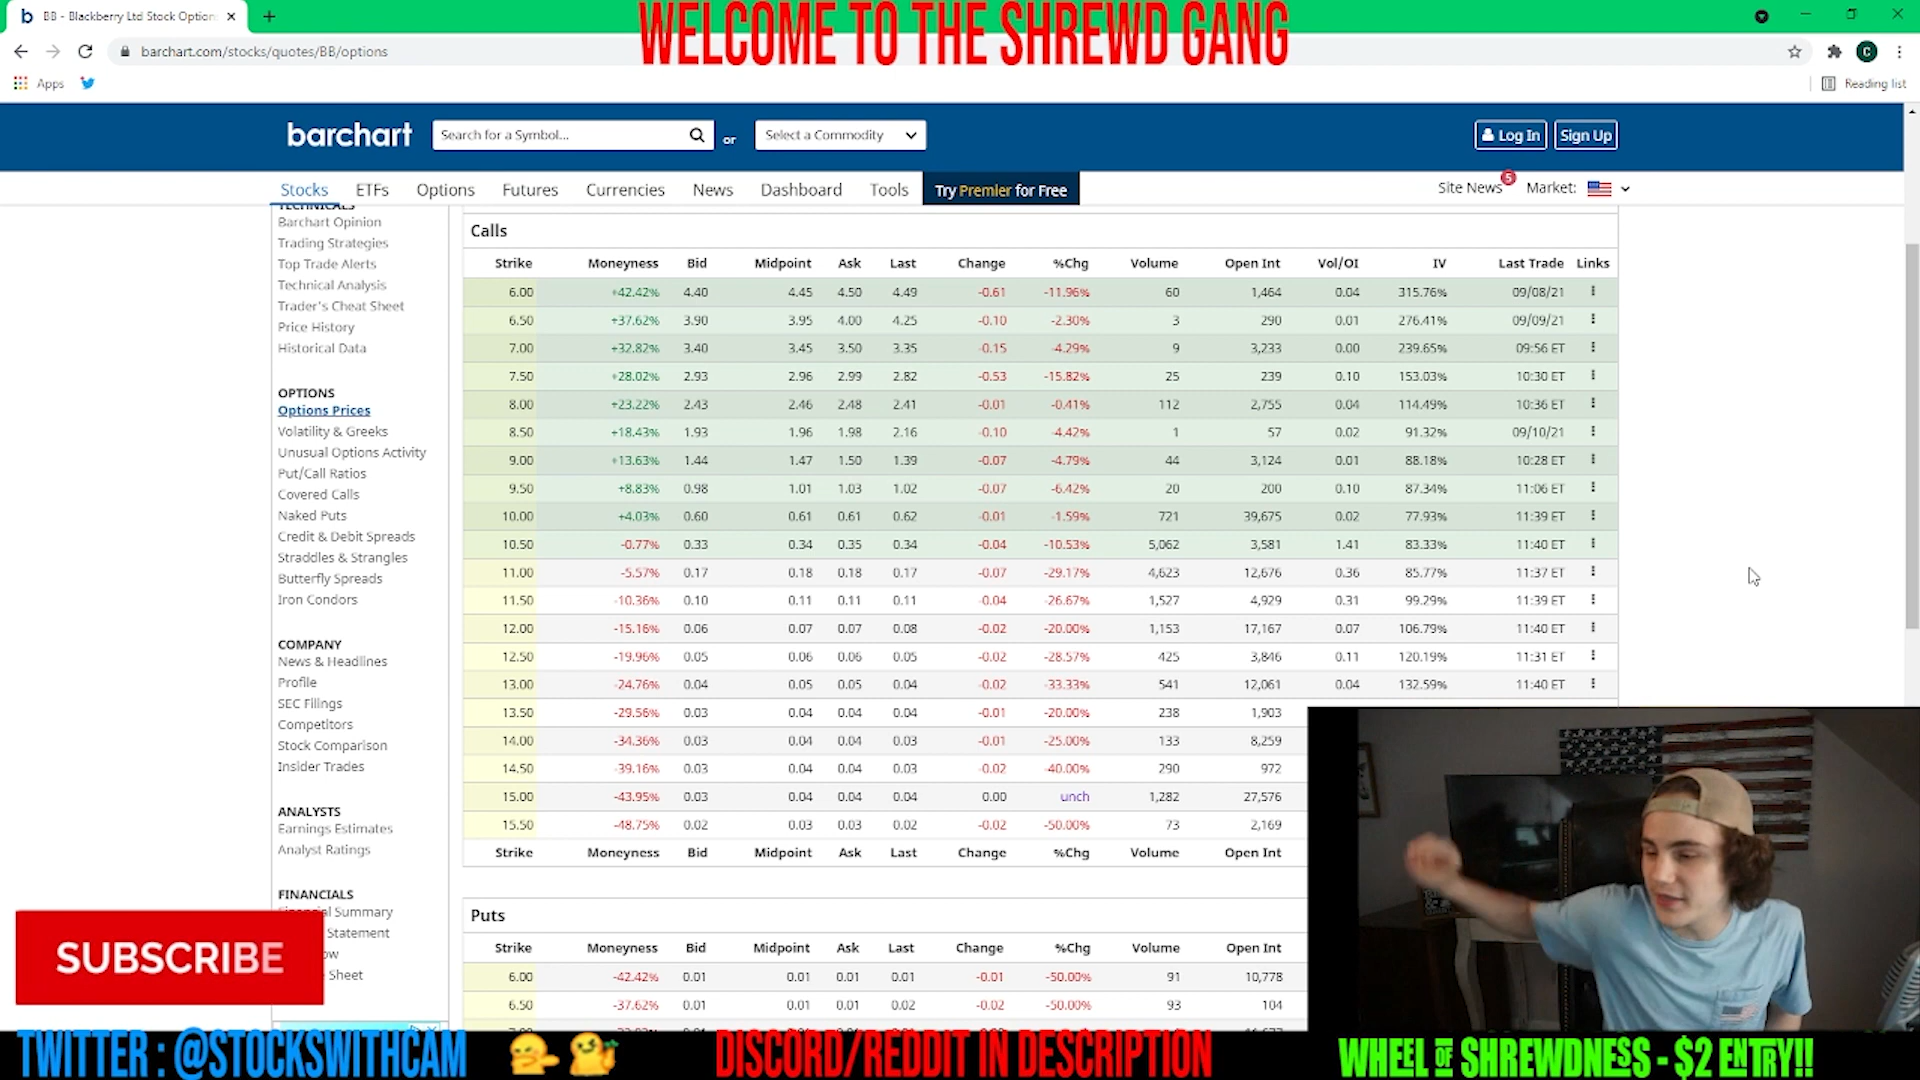 BB - Blackberry Ltd Stock Option
WELCOME TO THE SHREWD GANG
barchart.com/stocks/quotes/BB/options
C
Apps
Reading list
barchart
Search for a Symbol...
or
Select a Commodity
Log In
Sign Up
Stocks ETFs Options Futures Currencies News Dashboard Tools Try Premier for Free
Site News 5 Market:
TECHNICALS
Barchart Opinion
Trading Strategies
Top Trade Alerts
Technical Analysis
Trader's Cheat Sheet
Price History
Historical Data
OPTIONS
Options Prices
Volatility & Greeks
Unusual Options Activity
Put/Call Ratios
Covered Calls
Naked Puts
Credit & Debit Spreads
Straddles & Strangles
Butterfly Spreads
Iron Condors
COMPANY
News & Headlines
Profile
SEC Filings
Competitors
Stock Comparison
Insider Trades
ANALYSTS
Earnings Estimates
Analyst Ratings
FINANCIALS
Summary
Statement
Sheet
Calls
Strike Moneyness Bid Midpoint Ask Last Change %Chg Volume Open Int Vol/OI IV Last Trade Links
6.00 +42.42% 4.40 4.45 4.50 4.49 -0.61 -11.96% 60 1,464 0.04 315.76% 09/08/21
6.50 +37.62% 3.90 3.95 4.00 4.25 -0.10 -2.30% 3 290 0.01 276.41% 09/09/21
7.00 +32.82% 3.40 3.45 3.50 3.35 -0.15 -4.29% 9 3,233 0.00 239.65% 09:56 ET
7.50 +28.02% 2.93 2.96 2.99 2.82 -0.53 -15.82% 25 239 0.10 153.03% 10:30 ET
8.00 +23.22% 2.43 2.46 2.48 2.41 -0.01 -0.41% 112 2,755 0.04 114.49% 10:36 ET
8.50 +18.43% 1.93 1.96 1.98 2.16 -0.10 -4.42% 1 57 0.02 91.32% 09/10/21
9.00 +13.63% 1.44 1.47 1.50 1.39 -0.07 -4.79% 44 3,124 0.01 88.18% 10:28 ET
9.50 +8.83% 0.98 1.01 1.03 1.02 -0.07 -6.42% 20 200 0.10 87.34% 11:06 ET
10.00 +4.03% 0.60 0.61 0.61 0.62 -0.01 -1.59% 721 39,675 0.02 77.93% 11:39 ET
10.50 -0.77% 0.33 0.34 0.35 0.34 -0.04 -10.53% 5,062 3,581 1.41 83.33% 11:40 ET
11.00 -5.57% 0.17 0.18 0.18 0.17 -0.07 -29.17% 4,623 12,676 0.36 85.77% 11:37 ET
11.50 -10.36% 0.10 0.11 0.11 0.11 -0.04 -26.67% 1,527 4,929 0.31 99.29% 11:39 ET
12.00 -15.16% 0.06 0.07 0.07 0.08 -0.02 -20.00% 1,153 17,167 0.07 106.79% 11:40 ET
12.50 -19.96% 0.05 0.06 0.06 0.05 -0.02 -28.57% 425 3,846 0.11 120.19% 11:31 ET
13.00 -24.76% 0.04 0.05 0.05 0.04 -0.02 -33.33% 541 12,061 0.04 132.59% 11:40 ET
13.50 -29.56% 0.03 0.04 0.04 0.04 -0.01 -20.00% 238 1,903
14.00 -34.36% 0.03 0.04 0.04 0.03 -0.01 -25.00% 133 8,259
14.50 -39.16% 0.03 0.04 0.04 0.03 -0.02 -40.00% 290 972
15.00 -43.95% 0.03 0.04 0.04 0.04 0.00 unch 1,282 27,576
15.50 -48.75% 0.02 0.03 0.03 0.02 -0.02 -50.00% 73 2,169
Strike Moneyness Bid Midpoint Ask Last Change %Chg Volume Open Int
Puts
Strike Moneyness Bid Midpoint Ask Last Change %Chg Volume Open Int
6.00 -42.42% 0.01 0.01 0.01 0.01 -0.01 -50.00% 91 10,778
6.50 -37.62% 0.01 0.01 0.01 0.02 -0.02 -50.00% 93 104
SUBSCRIBE
TWITTER : @STOCKSWITHCAM
DISCORD/REDDIT IN DESCRIPTION
WHEEL OF SHREWDNESS - $2 ENTRY!!